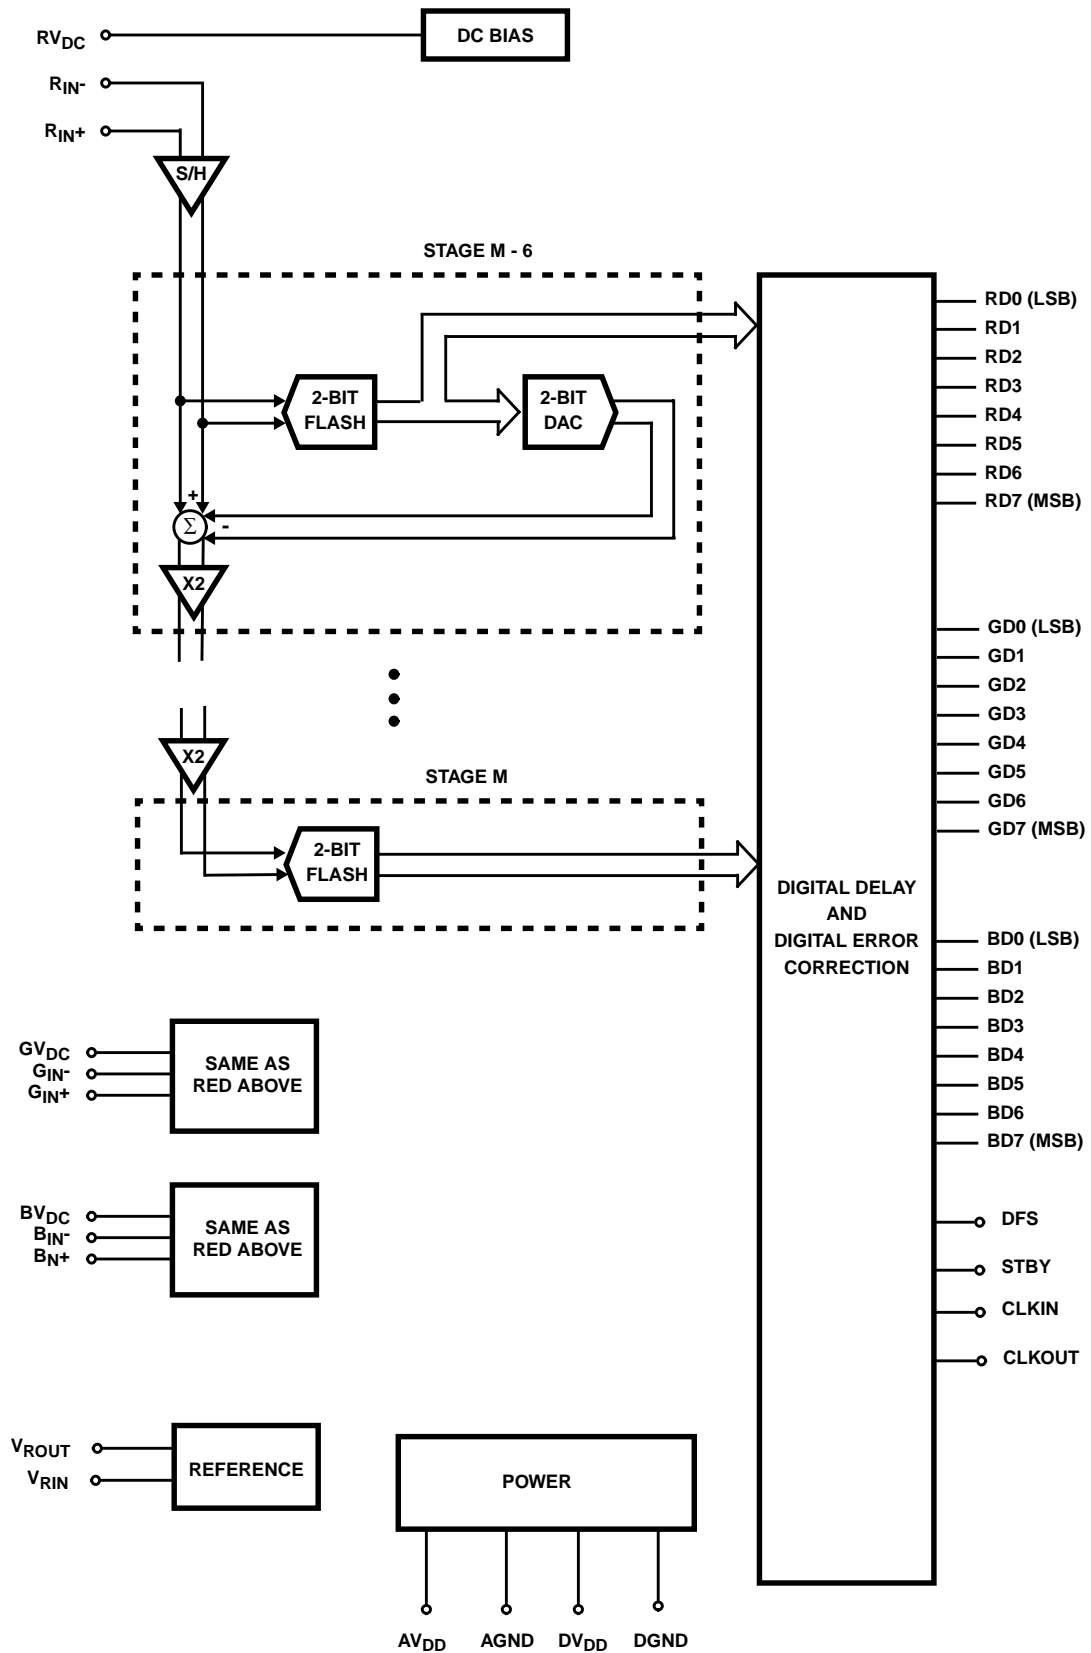 RVDC
DC BIAS
RIN-
RIN+
S/H
STAGE M - 6
2-BIT
FLASH
2-BIT
DAC
+
Σ
-
X2
X2
STAGE M
2-BIT
FLASH
DIGITAL DELAY
AND
DIGITAL ERROR
CORRECTION
RD0 (LSB)
RD1
RD2
RD3
RD4
RD5
RD6
RD7 (MSB)
GD0 (LSB)
GD1
GD2
GD3
GD4
GD5
GD6
GD7 (MSB)
BD0 (LSB)
BD1
BD2
BD3
BD4
BD5
BD6
BD7 (MSB)
DFS
STBY
CLKIN
CLKOUT
GVDC
GIN-
GIN+
SAME AS
RED ABOVE
BVDC
BIN-
BN+
SAME AS
RED ABOVE
VROUT
VRIN
REFERENCE
POWER
AVDD
AGND
DVDD
DGND